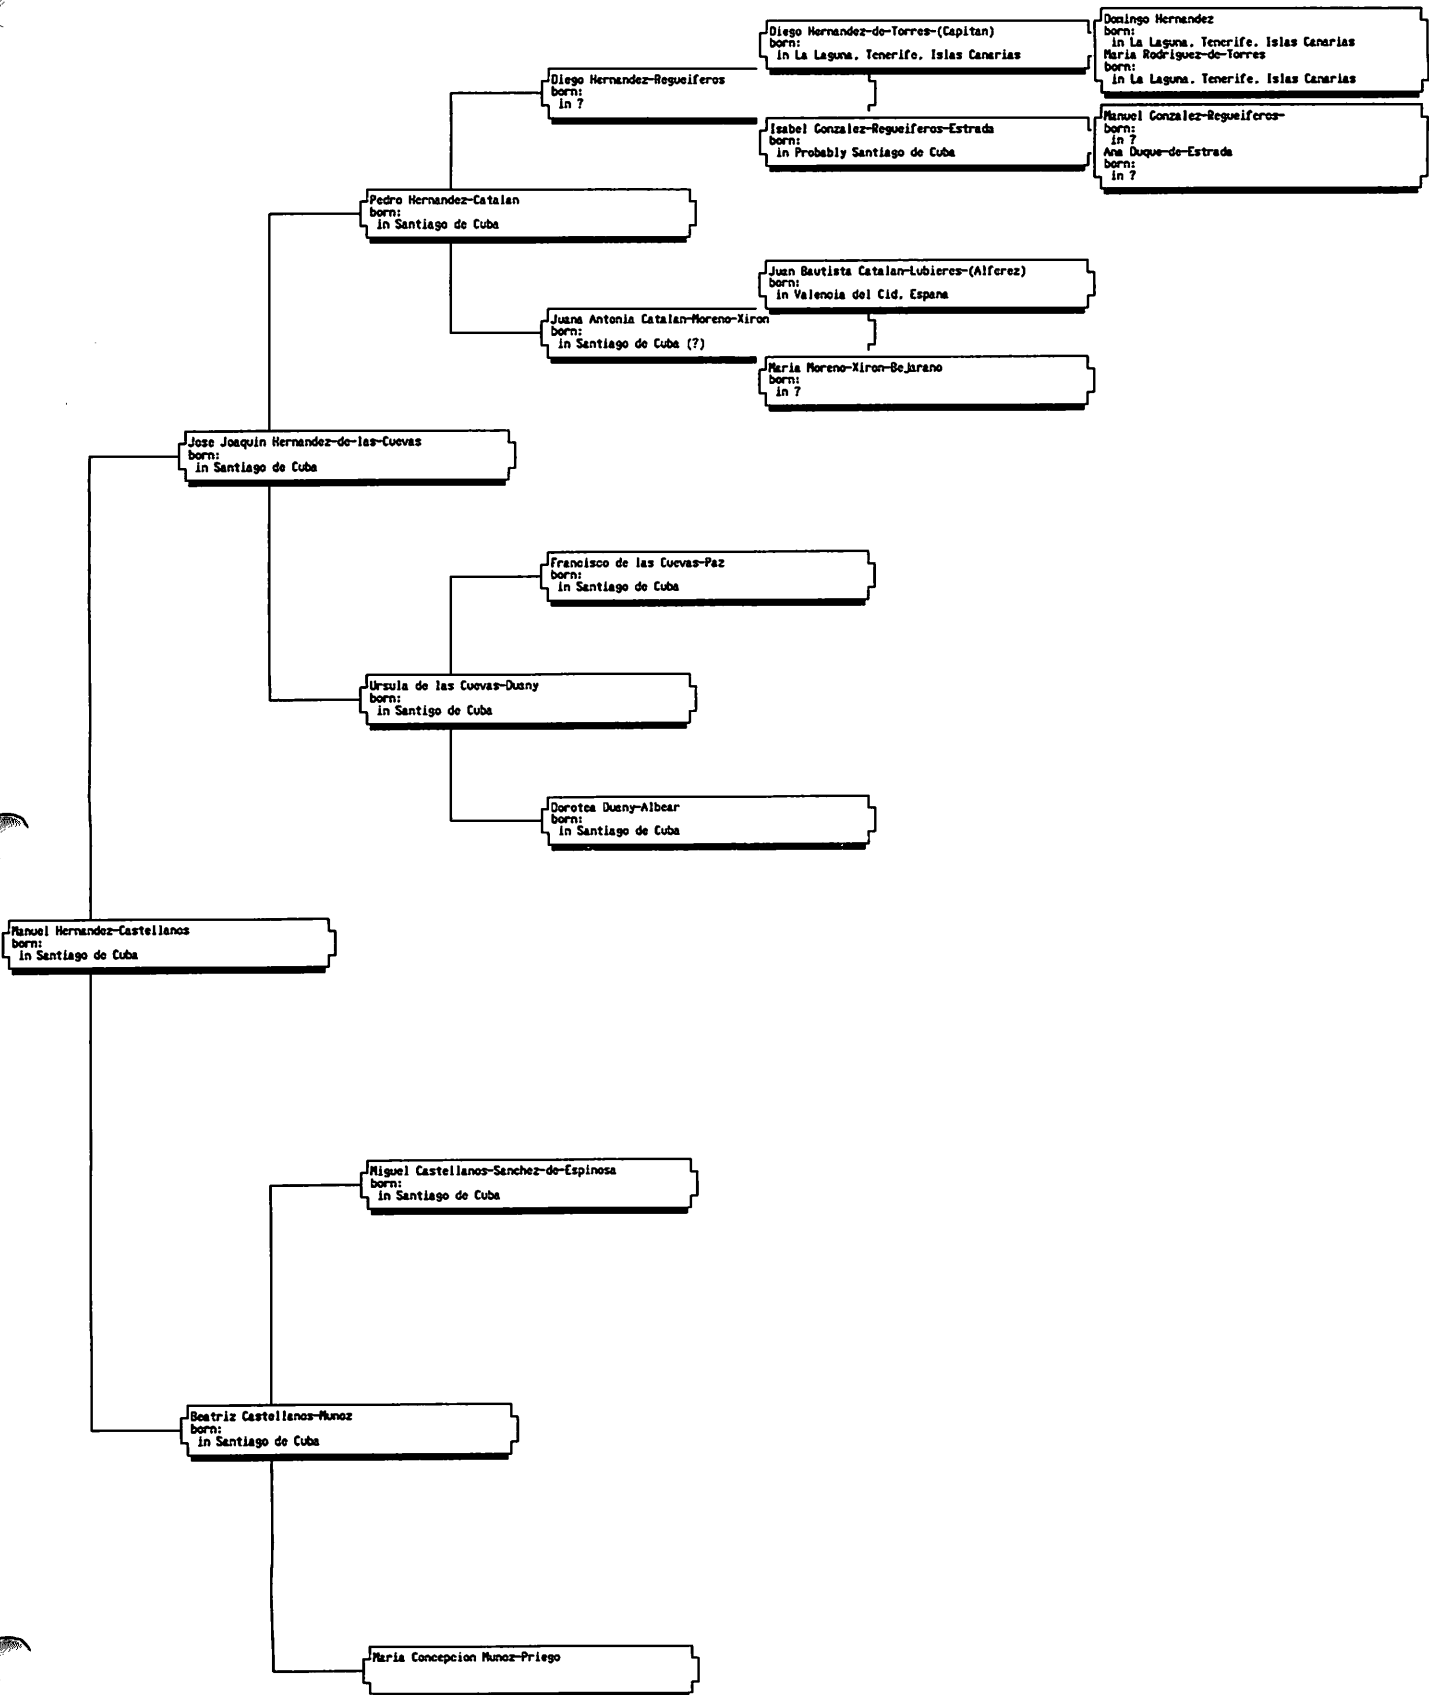 Domingo Hernandez
born:
in La Laguna, Tenerife, Islas Canarias
Maria Rodriguez-de-Torres
born:
in La Laguna, Tenerife, Islas Canarias
Diego Hernandez-de-Torres-(Capitan)
born:
in La Laguna, Tenerife, Islas Canarias
Diego Hernandez-Regueiferos
born:
in ?
Manuel Gonzalez-Regueiferos-
born:
in ?
Ana Duque-de-Estrada
born:
in ?
Isabel Gonzalez-Regueiferos-Estrada
born:
in Probably Santiago de Cuba
Pedro Hernandez-Catalan
born:
in Santiago de Cuba
Juan Bautista Catalan-Lubieres-(Alferez)
born:
in Valencia del Cid, Espana
Juana Antonia Catalan-Moreno-Xiron
born:
in Santiago de Cuba (?)
Maria Moreno-Xiron-Bejarano
born:
in ?
Jose Joaquin Hernandez-de-las-Cuevas
born:
in Santiago de Cuba
Francisco de las Cuevas-Paz
born:
in Santiago de Cuba
Ursula de las Cuevas-Duany
born:
in Santigo de Cuba
Dorotea Duany-Albear
born:
in Santiago de Cuba
Manuel Hernandez-Castellanos
born:
in Santiago de Cuba
Miguel Castellanos-Sanchez-de-Espinosa
born:
in Santiago de Cuba
Beatriz Castellanos-Munoz
born:
in Santiago de Cuba
Maria Concepcion Munoz-Priego